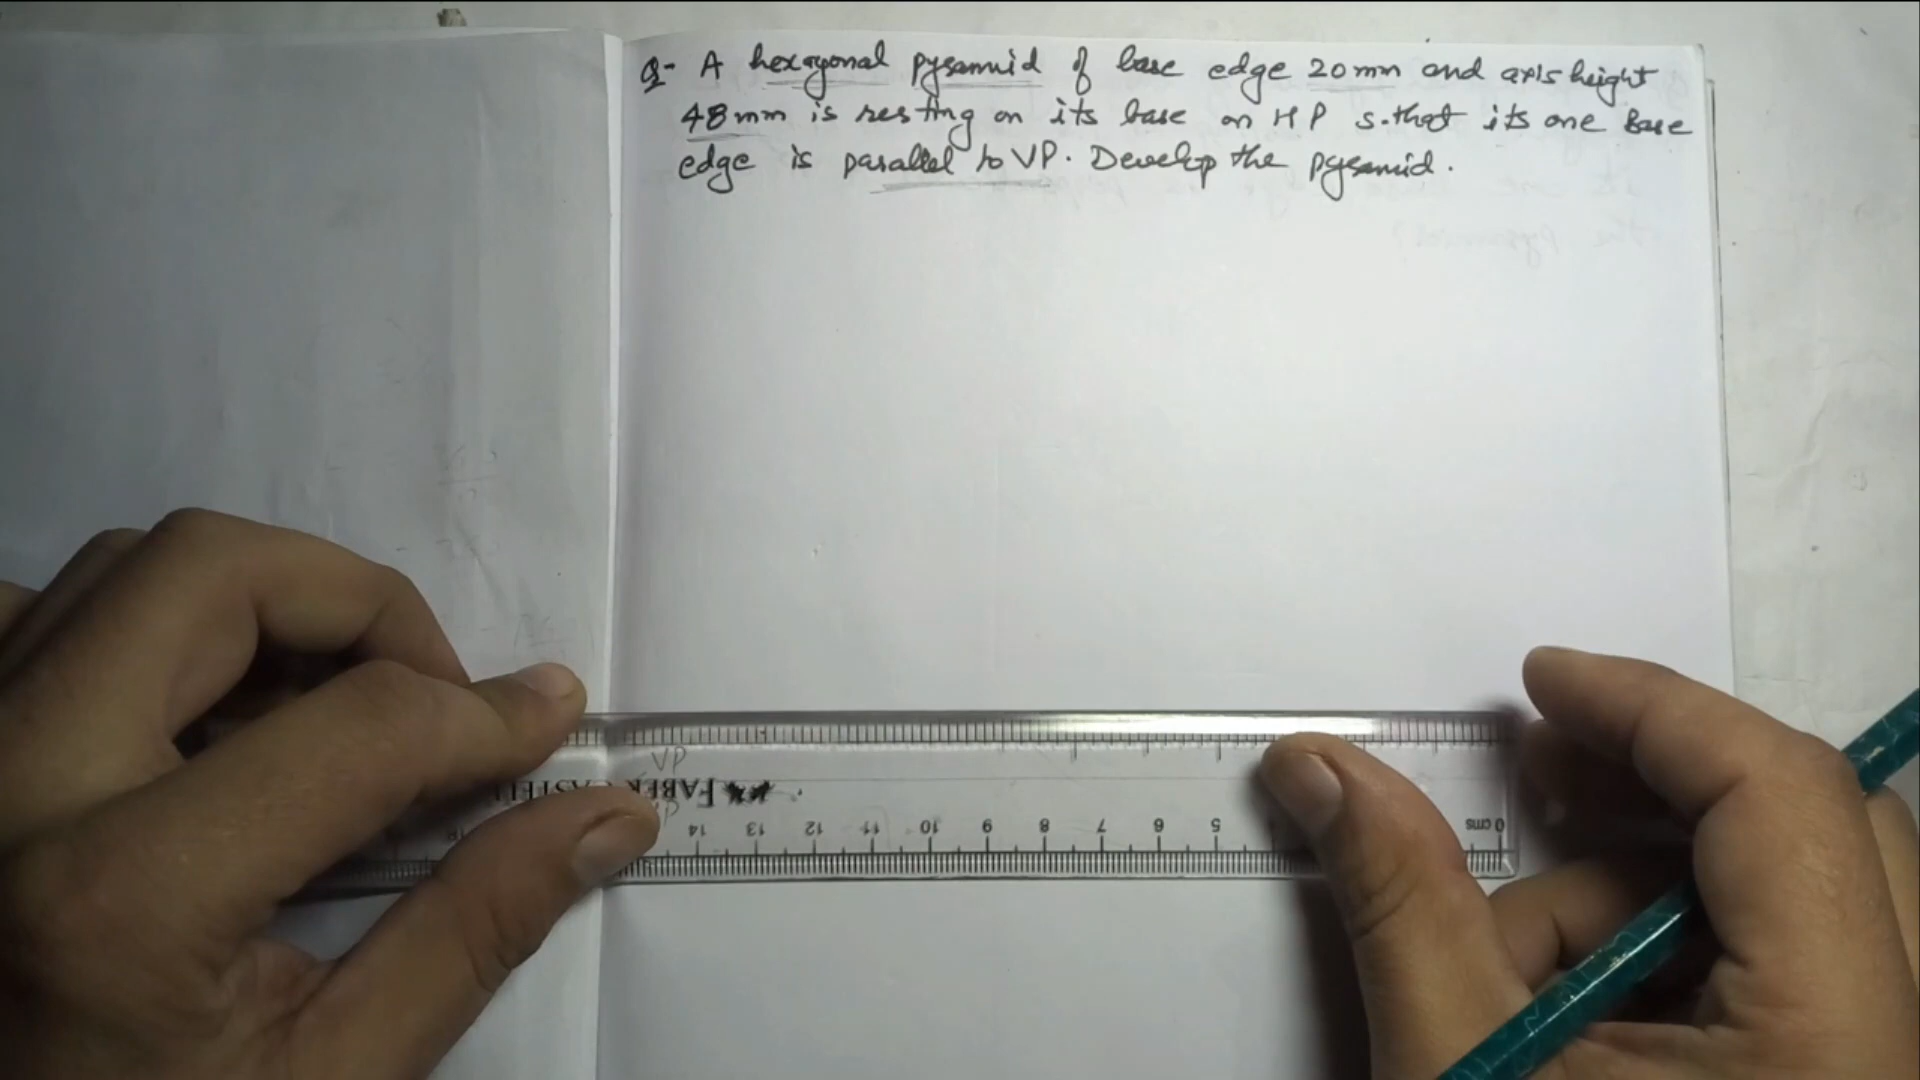 Q- A hexagonal pyramid of base edge 20mm and axis height
48mm is resting on its base on HP s.that its one base
edge is parallel to VP. Develop the pyramid.
VP
FABER CASTELL
14 13 12 11 10 9 8 7 6 5 0 cms